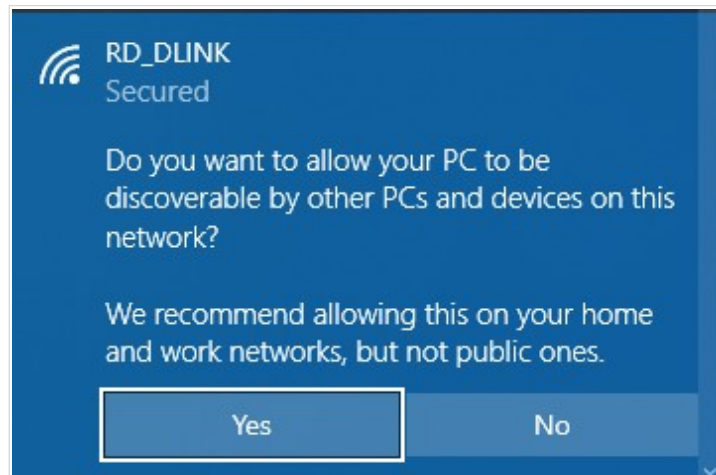 RD_DLINK
Secured
Do you want to allow your PC to be
discoverable by other PCs and devices on this
network?
We recommend allowing this on your home
and work networks, but not public ones.
Yes
No